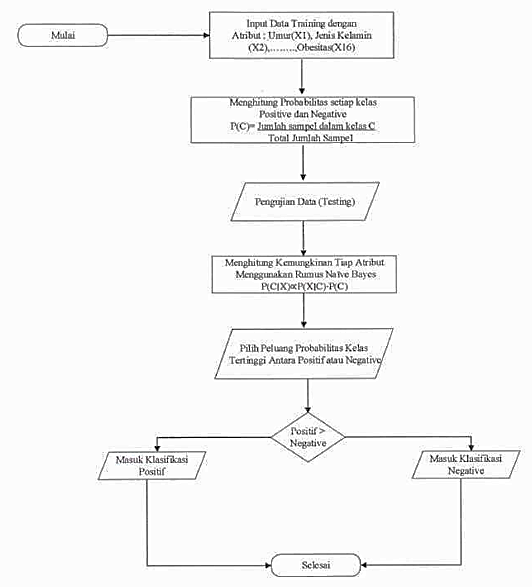 Mulai
Input Data Training dengan
Atribut : Umur(X1), Jenis Kelamin
(X2),........,Obesitas(X16)
Menghitung Probabilitas setiap kelas
Positive dan Negative
P(C)= Jumlah sampel dalam kelas C
Total Jumlah Sampel
Pengujian Data (Testing)
Menghitung Kemungkinan Tiap Atribut
Menggunakan Rumus Naïve Bayes
P(C|X)∝P(X|C)·P(C)
Pilih Peluang Probabilitas Kelas
Tertinggi Antara Positif atau Negative
Positif >
Negative
Masuk Klasifikasi
Positif
Masuk Klasifikasi
Negative
Selesai